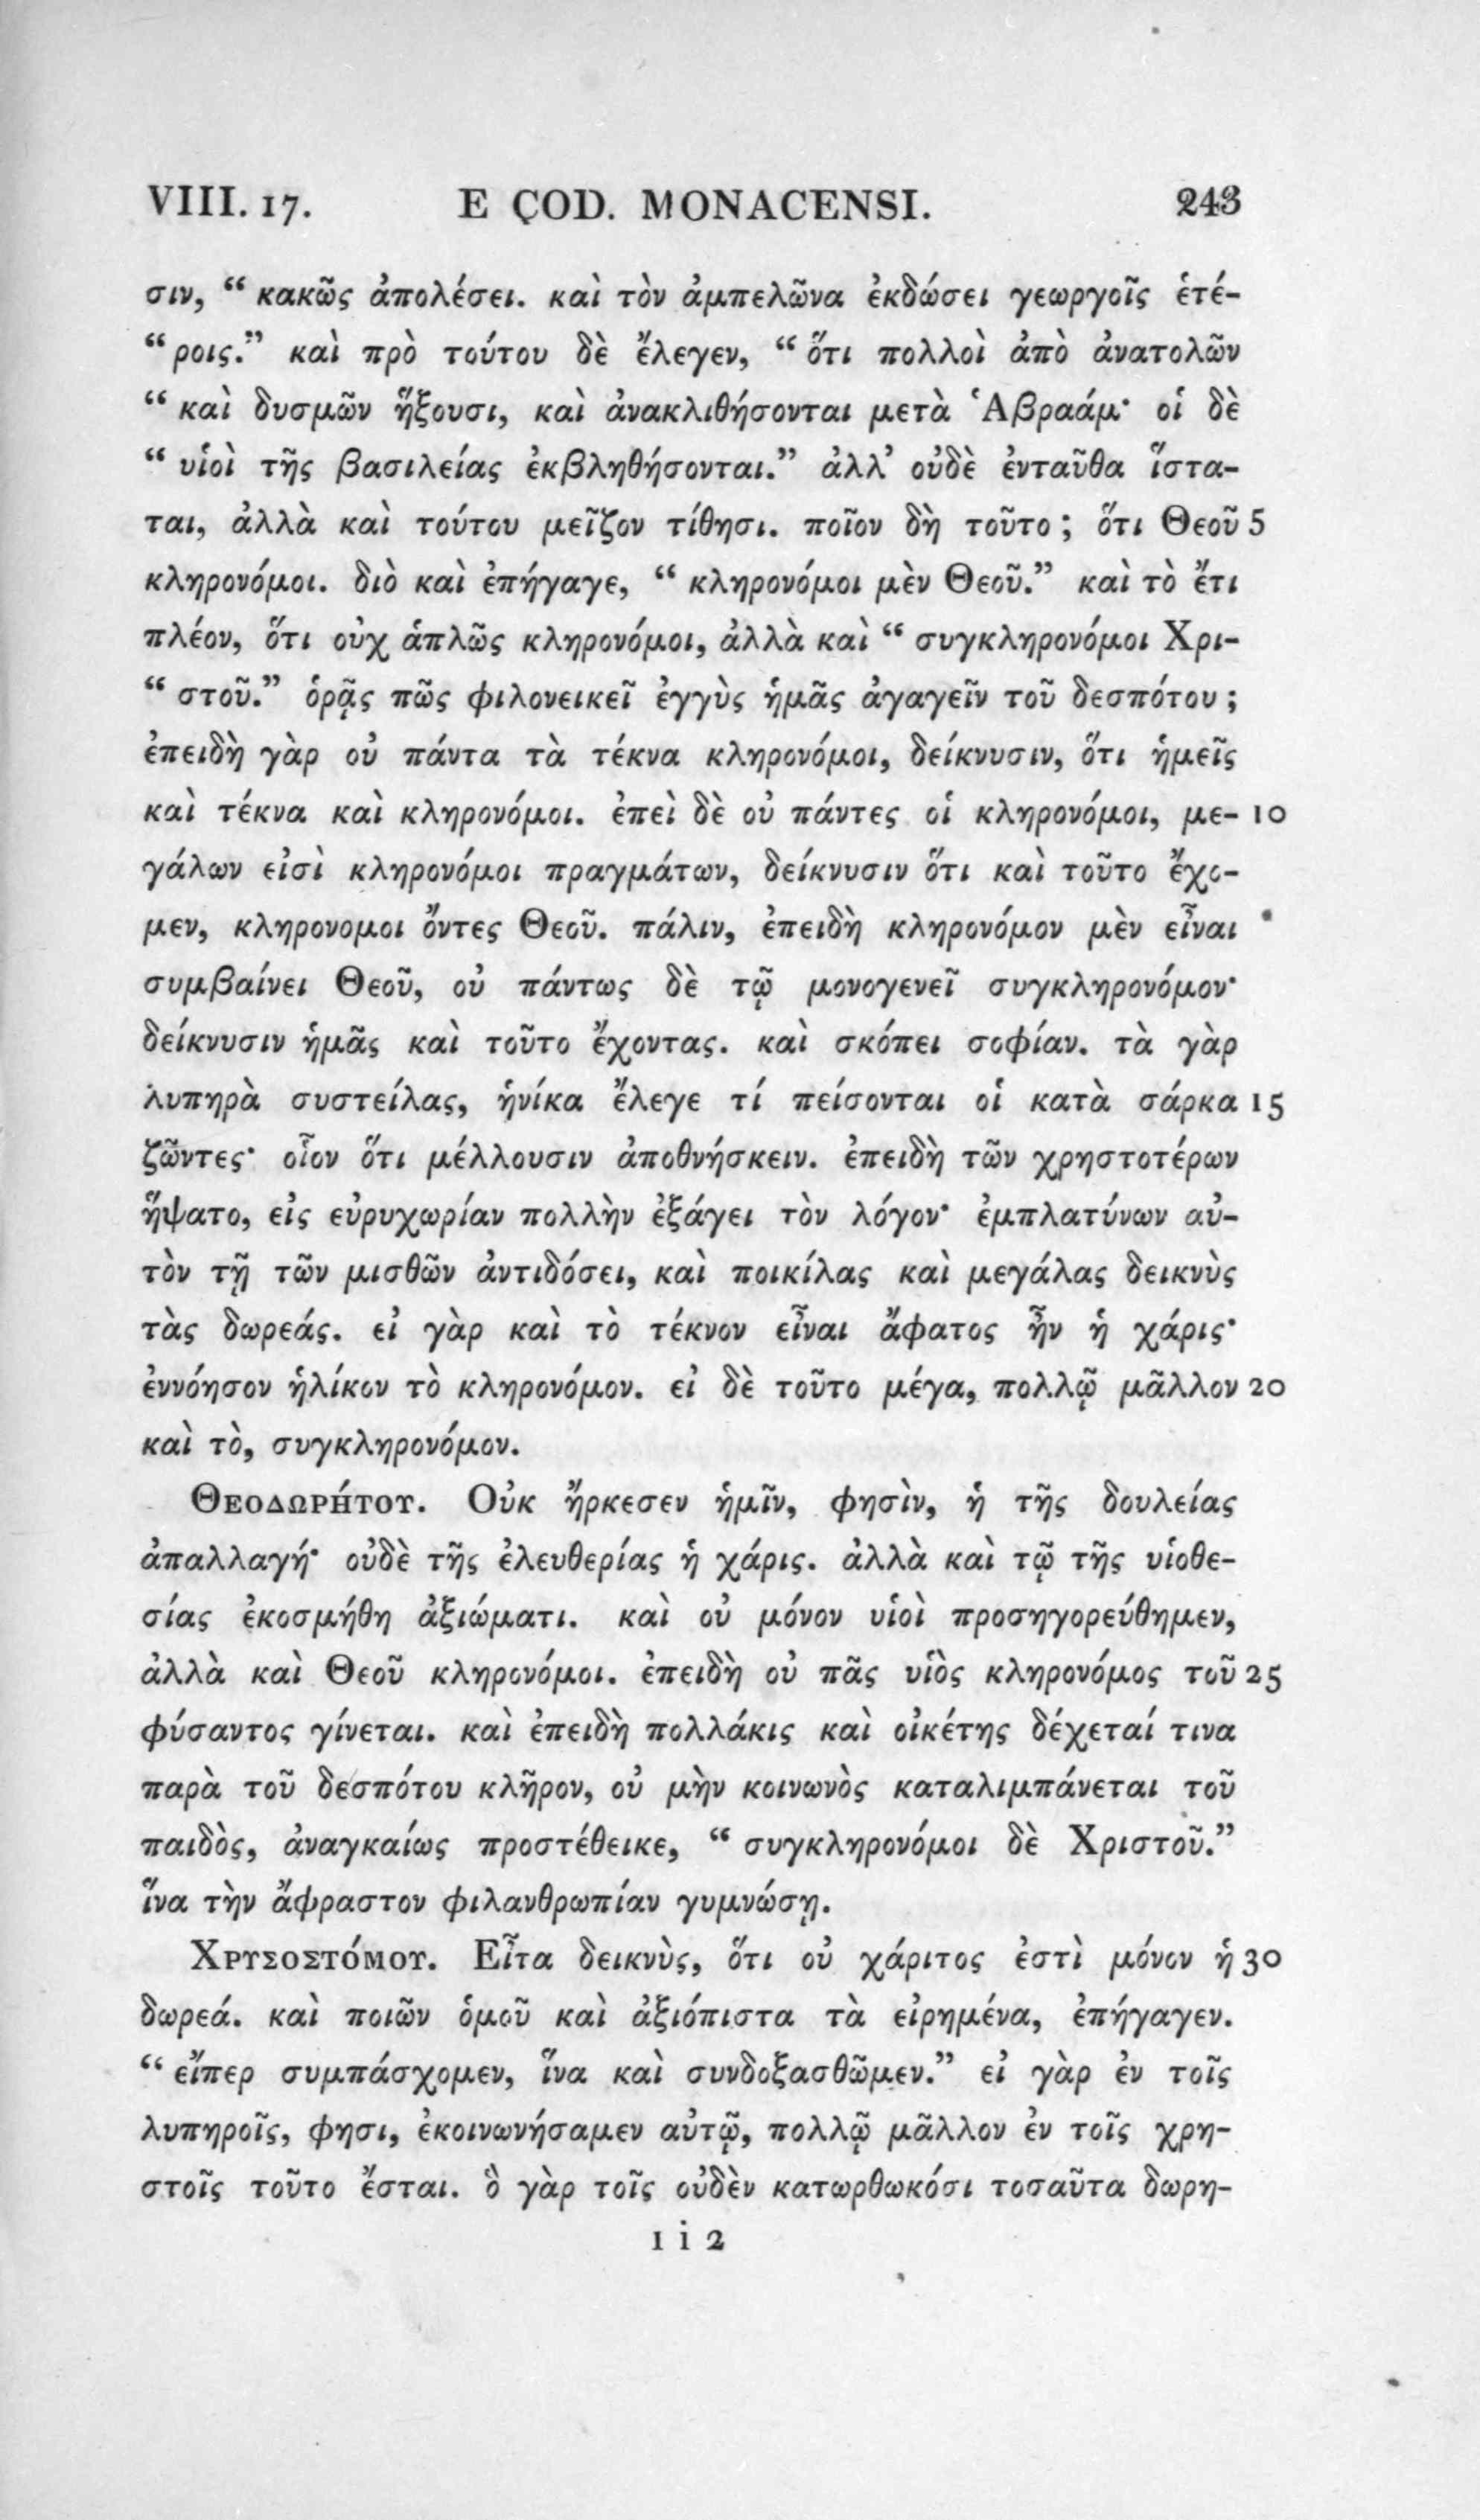 VIII. 17. E COD. MONACENSI. 243
σιν, “ κακῶς ἀπολέσει. καὶ τὸν ἀμπελῶνα ἐκδώσει γεωργοῖς ἑτέ-
“ ροις.” καὶ πρὸ τούτου δὲ ἔλεγεν, “ ὅτι πολλοὶ ἀπὸ ἀνατολῶν
“ καὶ δυσμῶν ἥξουσι, καὶ ἀνακλιθήσονται μετὰ Ἁβραάμ· οἱ δὲ
“ υἱοὶ τῆς βασιλείας ἐκβληθήσονται.” ἀλλ’ οὐδὲ ἐνταῦθα ἵστα-
ται, ἀλλὰ καὶ τούτου μεῖζον τίθησι. ποῖον δὴ τοῦτο ; ὅτι Θεοῦ 5
κληρονόμοι. διὸ καὶ ἐπήγαγε, “ κληρονόμοι μὲν Θεοῦ.” καὶ τὸ ἔτι
πλέον, ὅτι οὐχ ἁπλῶς κληρονόμοι, ἀλλὰ καὶ “ συγκληρονόμοι Χρι-
“ στοῦ.” ὁρᾷς πῶς φιλονεικεῖ ἐγγὺς ἡμᾶς ἀγαγεῖν τοῦ δεσπότου ;
ἐπειδὴ γὰρ οὐ πάντα τὰ τέκνα κληρονόμοι, δείκνυσιν, ὅτι ἡμεῖς
καὶ τέκνα καὶ κληρονόμοι. ἐπεὶ δὲ οὐ πάντες οἱ κληρονόμοι, με- 10
γάλων εἰσὶ κληρονόμοι πραγμάτων, δείκνυσιν ὅτι καὶ τοῦτο ἔχο-
μεν, κληρονομοι ὄντες Θεοῦ. πάλιν, ἐπειδὴ κληρονόμον μὲν εἶναι
συμβαίνει Θεοῦ, οὐ πάντως δὲ τῷ μονογενεῖ συγκληρονόμον·
δείκνυσιν ἡμᾶς καὶ τοῦτο ἔχοντας. καὶ σκόπει σοφίαν. τὰ γὰρ
λυπηρὰ συστείλας, ἡνίκα ἔλεγε τί πείσονται οἱ κατὰ σάρκα 15
ζῶντες· οἷον ὅτι μέλλουσιν ἀποθνήσκειν. ἐπειδὴ τῶν χρηστοτέρων
ἥψατο, εἰς εὐρυχωρίαν πολλὴν ἐξάγει τὸν λόγον· ἐμπλατύνων αὐ-
τὸν τῇ τῶν μισθῶν ἀντιδόσει, καὶ ποικίλας καὶ μεγάλας δεικνὺς
τὰς δωρεάς. εἰ γὰρ καὶ τὸ τέκνον εἶναι ἄφατος ἦν ἡ χάρις·
ἐννόησον ἡλίκον τὸ κληρονόμον. εἰ δὲ τοῦτο μέγα, πολλῷ μᾶλλον 20
καὶ τὸ, συγκληρονόμον.
Θεοδωρήτου. Οὐκ ἤρκεσεν ἡμῖν, φησὶν, ἡ τῆς δουλείας
ἀπαλλαγή· οὐδὲ τῆς ἐλευθερίας ἡ χάρις. ἀλλὰ καὶ τῷ τῆς υἱοθε-
σίας ἐκοσμήθη ἀξιώματι. καὶ οὐ μόνον υἱοὶ προσηγορεύθημεν,
ἀλλὰ καὶ Θεοῦ κληρονόμοι. ἐπειδὴ οὐ πᾶς υἱὸς κληρονόμος τοῦ 25
φύσαντος γίνεται. καὶ ἐπειδὴ πολλάκις καὶ οἰκέτης δέχεταί τινα
παρὰ τοῦ δεσπότου κλῆρον, οὐ μὴν κοινωνὸς καταλιμπάνεται τοῦ
παιδὸς, ἀναγκαίως προστέθεικε, “ συγκληρονόμοι δὲ Χριστοῦ.”
ἵνα τὴν ἄφραστον φιλανθρωπίαν γυμνώσῃ.
Χρυσοστόμου. Εἶτα δεικνὺς, ὅτι οὐ χάριτος ἐστὶ μόνον ἡ 30
δωρεά. καὶ ποιῶν ὁμοῦ καὶ ἀξιόπιστα τὰ εἰρημένα, ἐπήγαγεν.
“ εἴπερ συμπάσχομεν, ἵνα καὶ συνδοξασθῶμεν.” εἰ γὰρ ἐν τοῖς
λυπηροῖς, φησι, ἐκοινωνήσαμεν αὐτῷ, πολλῷ μᾶλλον ἐν τοῖς χρη-
στοῖς τοῦτο ἔσται. ὃ γὰρ τοῖς οὐδὲν κατωρθωκόσι τοσαῦτα δωρη-
I i 2